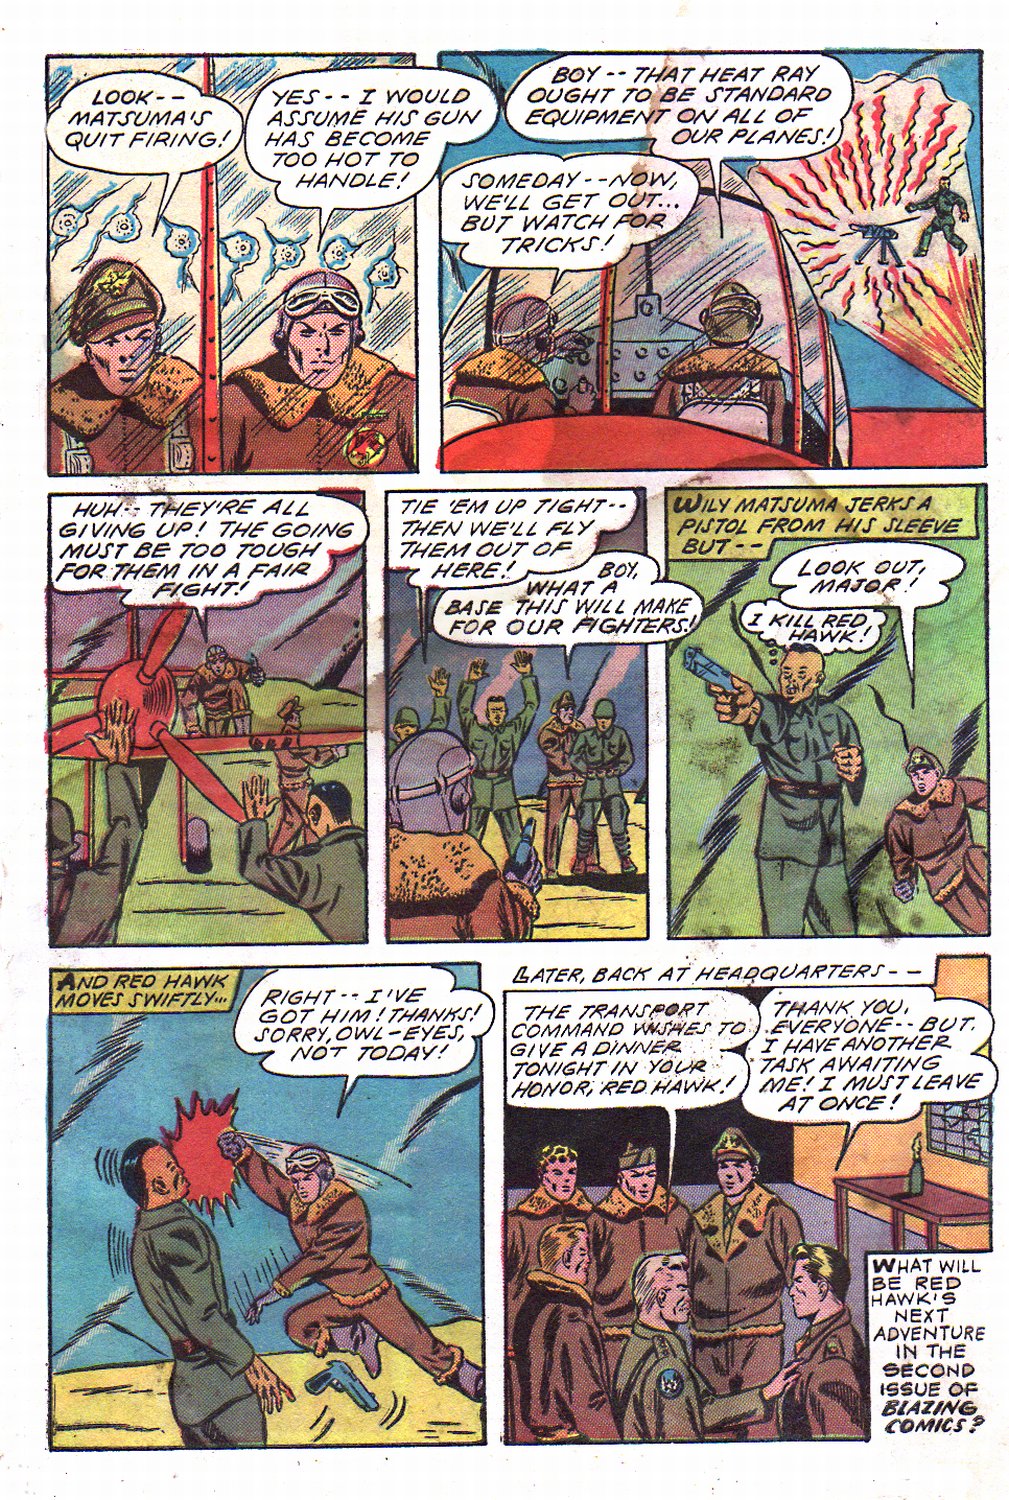 LOOK--
MATSUMA'S
QUIT FIRING!
YES-- I WOULD
ASSUME HIS GUN
HAS BECOME
TOO HOT TO
HANDLE!
BOY -- THAT HEAT RAY
OUGHT TO BE STANDARD
EQUIPMENT ON ALL OF
OUR PLANES!
SOMEDAY--NOW,
WE'LL GET OUT...
BUT WATCH FOR
TRICKS!
HUH-- THEY'RE ALL
GIVING UP! THE GOING
MUST BE TOO TOUGH
FOR THEM IN A FAIR
FIGHT!
TIE 'EM UP TIGHT--
THEN WE'LL FLY
THEM OUT OF
HERE!
BOY,
WHAT A
BASE THIS WILL MAKE
FOR OUR FIGHTERS!
WILY MATSUMA JERKS A
PISTOL FROM HIS SLEEVE
BUT--
LOOK OUT,
MAJOR!
I KILL RED
HAWK!
AND RED HAWK
MOVES SWIFTLY...
RIGHT-- I'VE
GOT HIM! THANKS!
SORRY, OWL-EYES,
NOT TODAY!
LATER, BACK AT HEADQUARTERS--
THE TRANSPORT
COMMAND WISHES TO
GIVE A DINNER
TONIGHT IN YOUR
HONOR, RED HAWK!
THANK YOU,
EVERYONE-- BUT,
I HAVE ANOTHER
TASK AWAITING
ME! I MUST LEAVE
AT ONCE!
WHAT WILL
BE RED
HAWK'S
NEXT
ADVENTURE
IN THE
SECOND
ISSUE OF
BLAZING
COMICS?